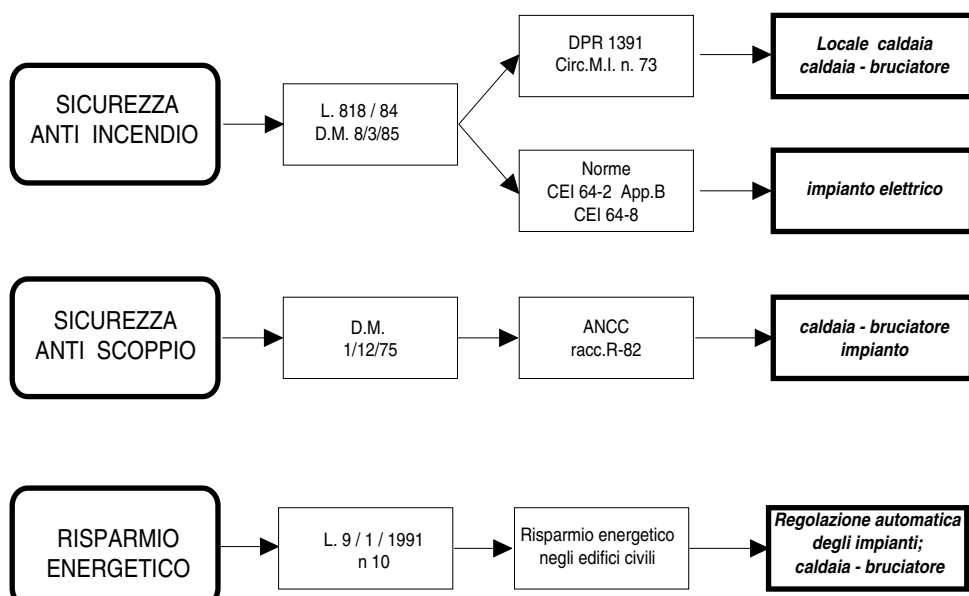 SICUREZZA
ANTI INCENDIO
L. 818 / 84
D.M. 8/3/85
DPR 1391
Circ.M.I. n. 73
Locale caldaia
caldaia - bruciatore
Norme
CEI 64-2 App.B
CEI 64-8
impianto elettrico
SICUREZZA
ANTI SCOPPIO
D.M.
1/12/75
ANCC
racc.R-82
caldaia - bruciatore
impianto
RISPARMIO
ENERGETICO
L. 9 / 1 / 1991
n 10
Risparmio energetico
negli edifici civili
Regolazione automatica
degli impianti;
caldaia - bruciatore